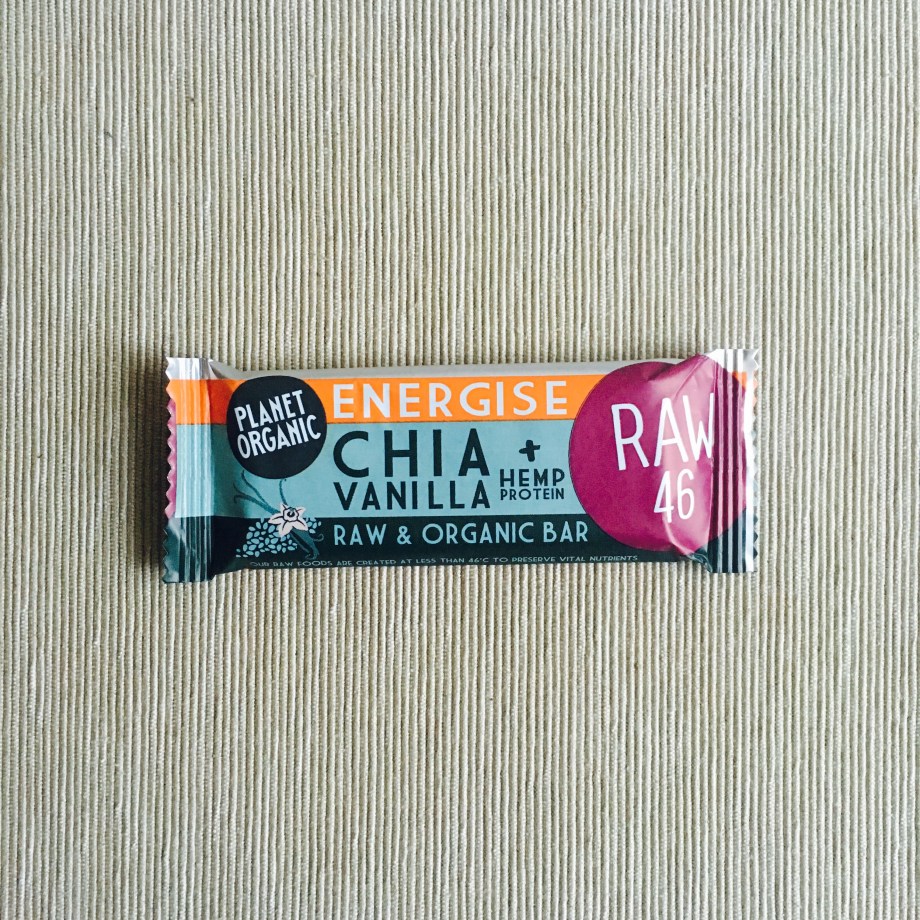 PLANET
ORGANIC
ENERGISE
CHIA
VANILLA
+
HEMP
PROTEIN
RAW & ORGANIC BAR
OUR RAW FOODS ARE CREATED AT LESS THAN 46°C TO PRESERVE VITAL NUTRIENTS
RAW
46